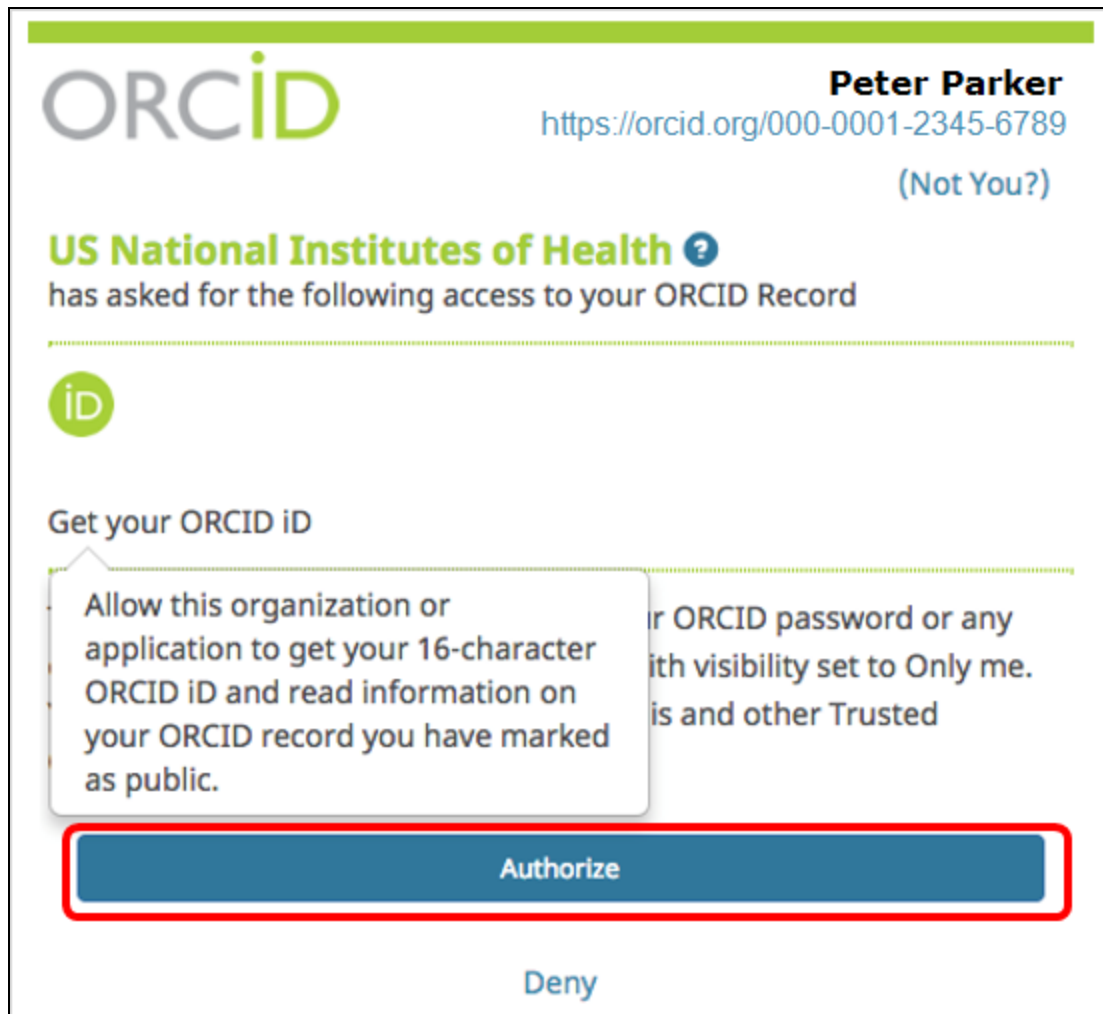 ORCiD
Peter Parker
https://orcid.org/000-0001-2345-6789
(Not You?)
US National Institutes of Health ?
has asked for the following access to your ORCID Record
iD
Get your ORCID iD
Allow this organization or
application to get your 16-character
ORCID iD and read information on
your ORCID record you have marked
as public.
ORCID password or any
visibility set to Only me.
is and other Trusted
Authorize
Deny